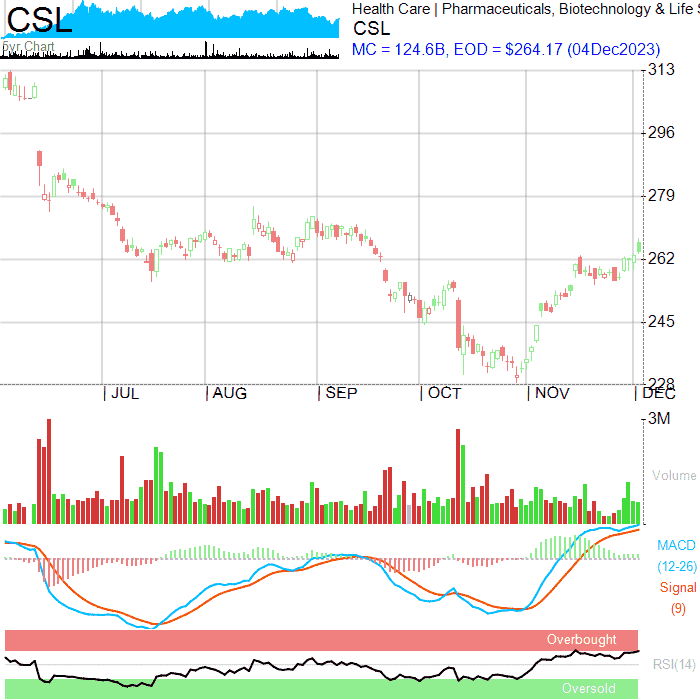 CSL
5yr Chart
Health Care | Pharmaceuticals, Biotechnology & Life S
CSL
MC = 124.6B, EOD = $264.17 (04Dec2023)
313
296
279
262
245
228
JUL AUG SEP OCT NOV DEC
3M
Volume
MACD
(12-26)
Signal
(9)
Overbought
RSI(14)
Oversold